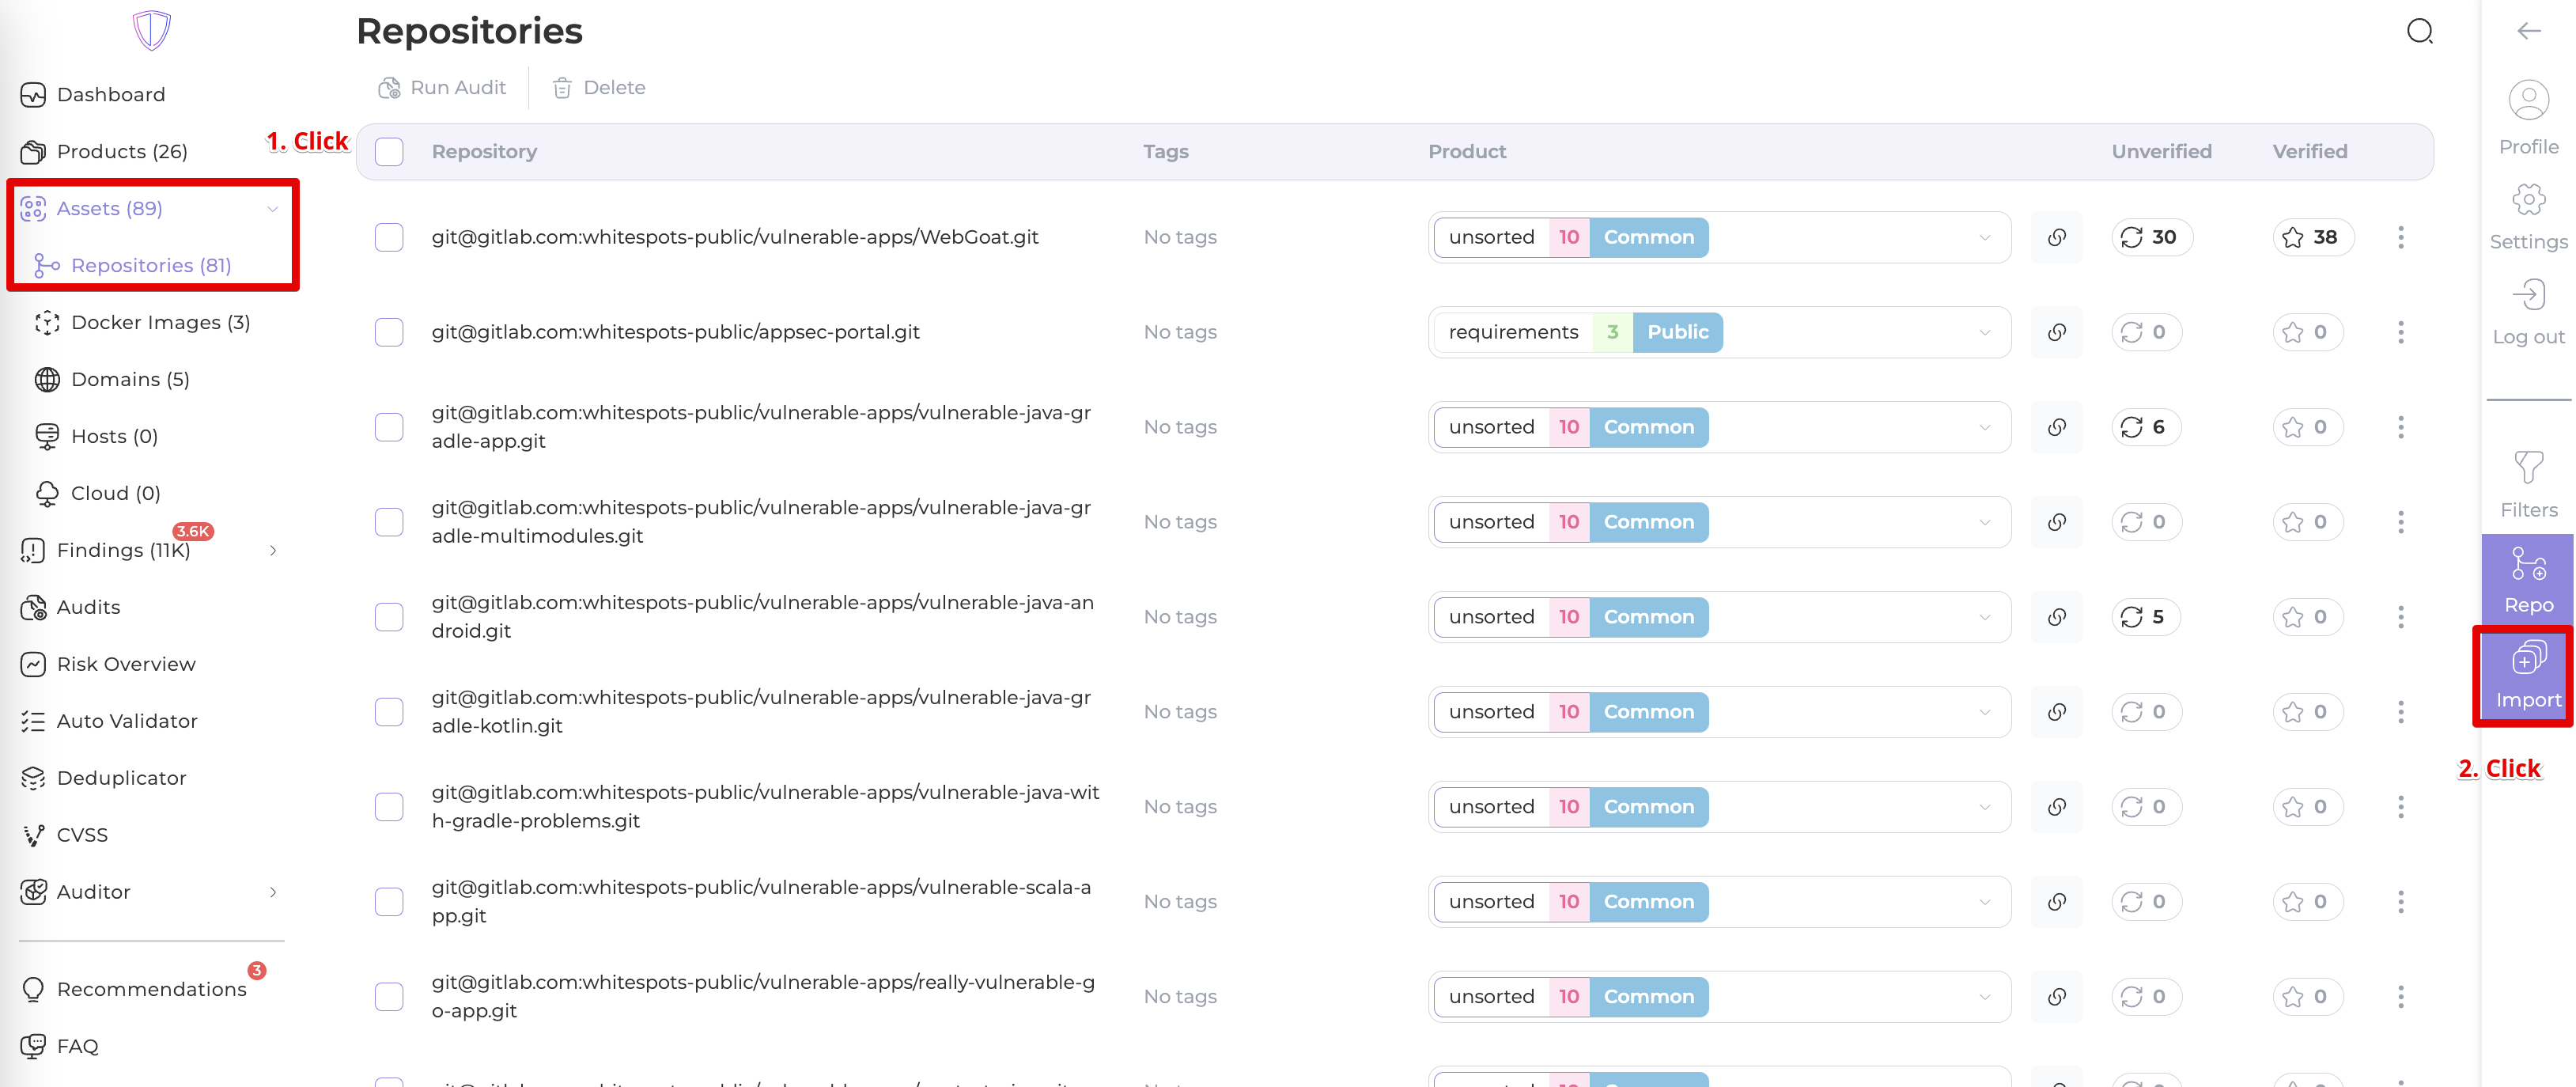 Repositories
Run Audit
Delete
Dashboard
Products (26)
1. Click
Assets (89)
Repositories (81)
Docker Images (3)
Domains (5)
Hosts (0)
Cloud (0)
3.6K
Findings (11K)
Audits
Risk Overview
Auto Validator
Deduplicator
CVSS
Auditor
3
Recommendations
FAQ
Repository Tags Product Unverified Verified
git@gitlab.com:whitespots-public/vulnerable-apps/WebGoat.git No tags unsorted 10 Common 30 38
git@gitlab.com:whitespots-public/appsec-portal.git No tags requirements 3 Public 0 0
git@gitlab.com:whitespots-public/vulnerable-apps/vulnerable-java-gr
adle-app.git
No tags unsorted 10 Common 6 0
git@gitlab.com:whitespots-public/vulnerable-apps/vulnerable-java-gr
adle-multimodules.git
No tags unsorted 10 Common 0 0
git@gitlab.com:whitespots-public/vulnerable-apps/vulnerable-java-an
droid.git
No tags unsorted 10 Common 5 0
git@gitlab.com:whitespots-public/vulnerable-apps/vulnerable-java-gr
adle-kotlin.git
No tags unsorted 10 Common 0 0
git@gitlab.com:whitespots-public/vulnerable-apps/vulnerable-java-wit
h-gradle-problems.git
No tags unsorted 10 Common 0 0
git@gitlab.com:whitespots-public/vulnerable-apps/vulnerable-scala-a
pp.git
No tags unsorted 10 Common 0 0
git@gitlab.com:whitespots-public/vulnerable-apps/really-vulnerable-g
o-app.git
No tags unsorted 10 Common 0 0
Profile
Settings
Log out
Filters
Repo
Import
2. Click